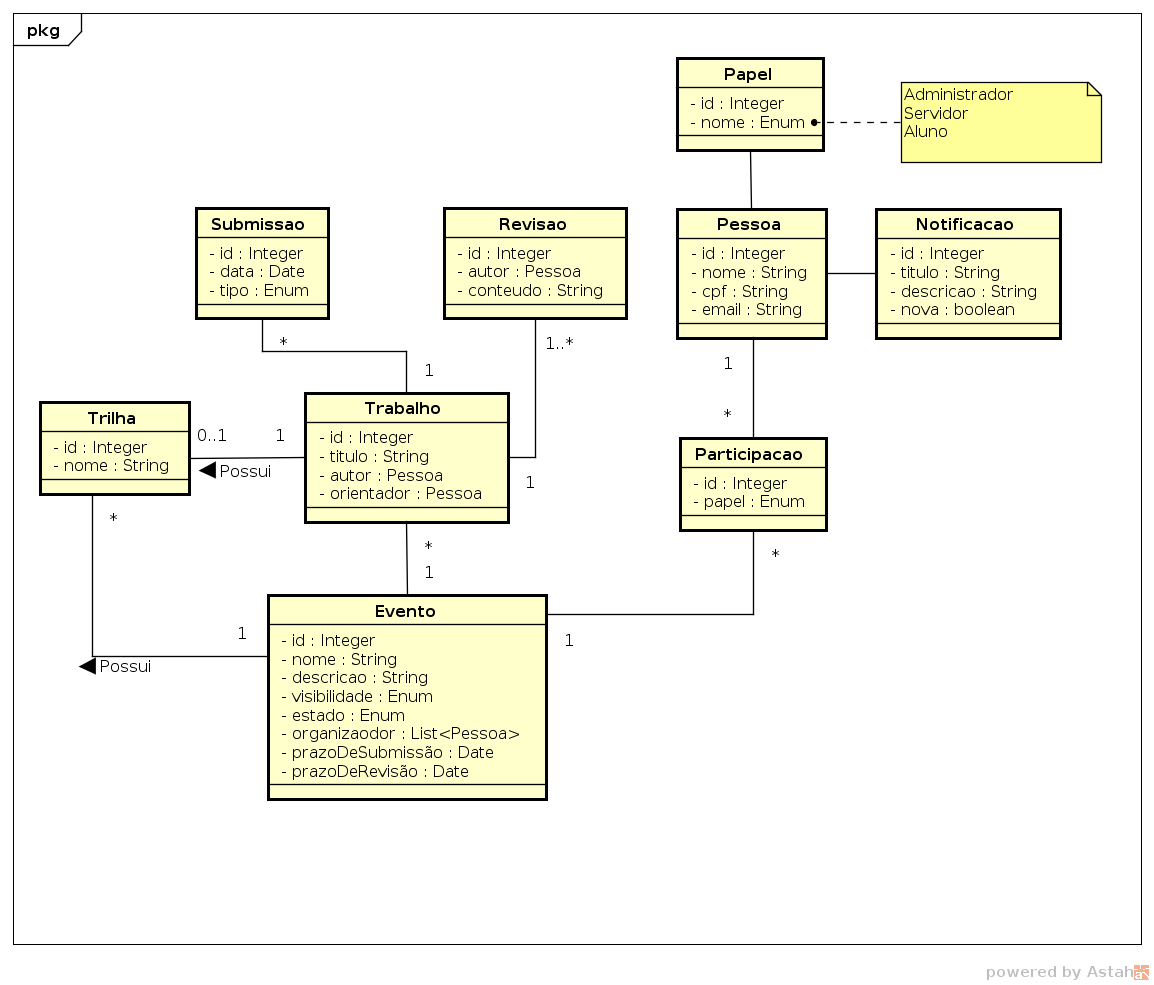 pkg
Papel
- id : Integer
- nome : Enum
Administrador
Servidor
Aluno
Submissao
- id : Integer
- data : Date
- tipo : Enum
Revisao
- id : Integer
- autor : Pessoa
- conteudo : String
Pessoa
- id : Integer
- nome : String
- cpf : String
- email : String
Notificacao
- id : Integer
- titulo : String
- descricao : String
- nova : boolean
*
1
1..*
1
1
*
Trilha
- id : Integer
- nome : String
0..1
1
Possui
Trabalho
- id : Integer
- titulo : String
- autor : Pessoa
- orientador : Pessoa
Participacao
- id : Integer
- papel : Enum
*
*
1
*
1
1
Possui
Evento
- id : Integer
- nome : String
- descricao : String
- visibilidade : Enum
- estado : Enum
- organizaodor : List<Pessoa>
- prazoDeSubmissão : Date
- prazoDeRevisão : Date
powered by Astah